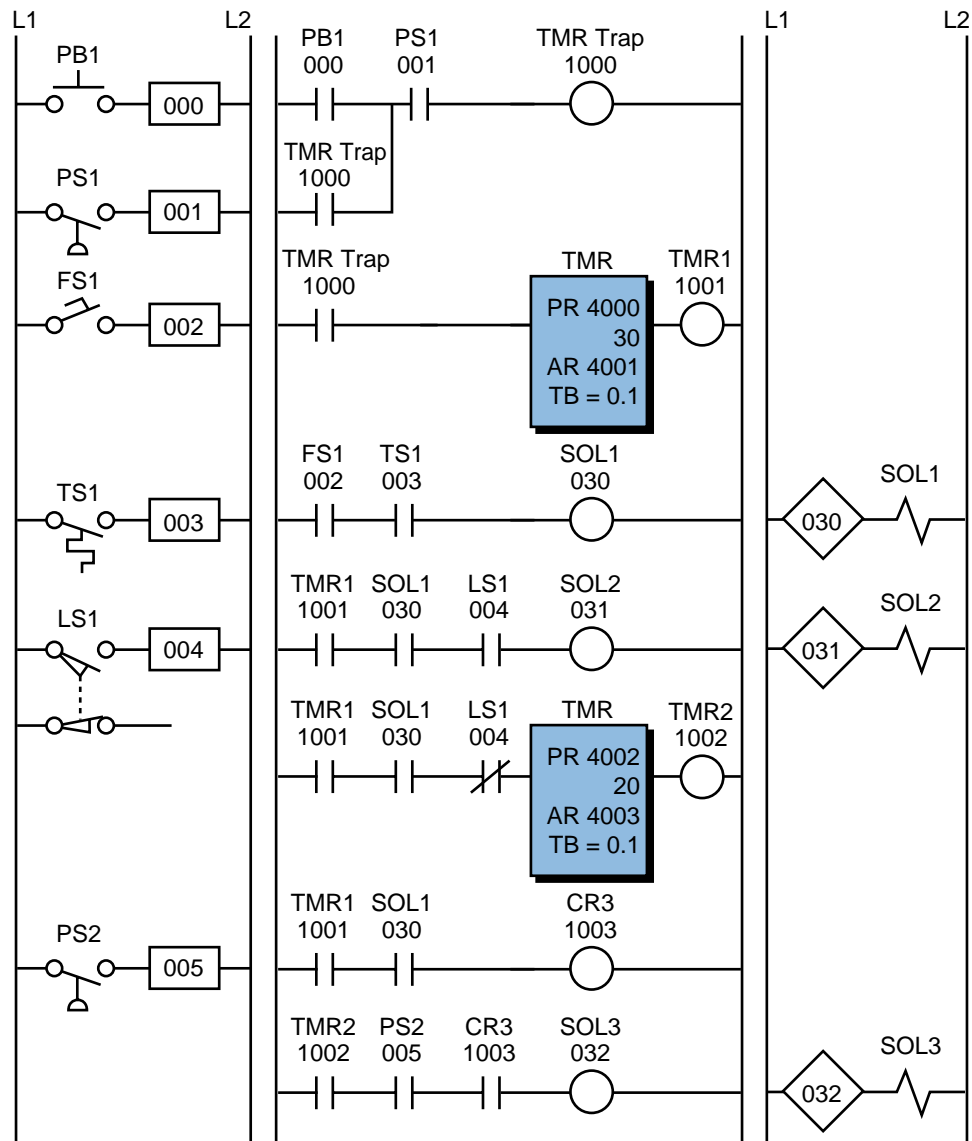 L1 L2 L1 L2
PB1
000
PS1
001
FS1
002
TS1
003
LS1
004
PS2
005
PB1 PS1 TMR Trap
000 001 1000
TMR Trap
1000
TMR Trap TMR TMR1
1000 1001
PR 4000
30
AR 4001
TB = 0.1
FS1 TS1 SOL1
002 003 030
TMR1 SOL1 LS1 SOL2
1001 030 004 031
TMR1 SOL1 LS1 TMR TMR2
1001 030 004 1002
PR 4002
20
AR 4003
TB = 0.1
TMR1 SOL1 CR3
1001 030 1003
TMR2 PS2 CR3 SOL3
1002 005 1003 032
SOL1
030
SOL2
031
SOL3
032